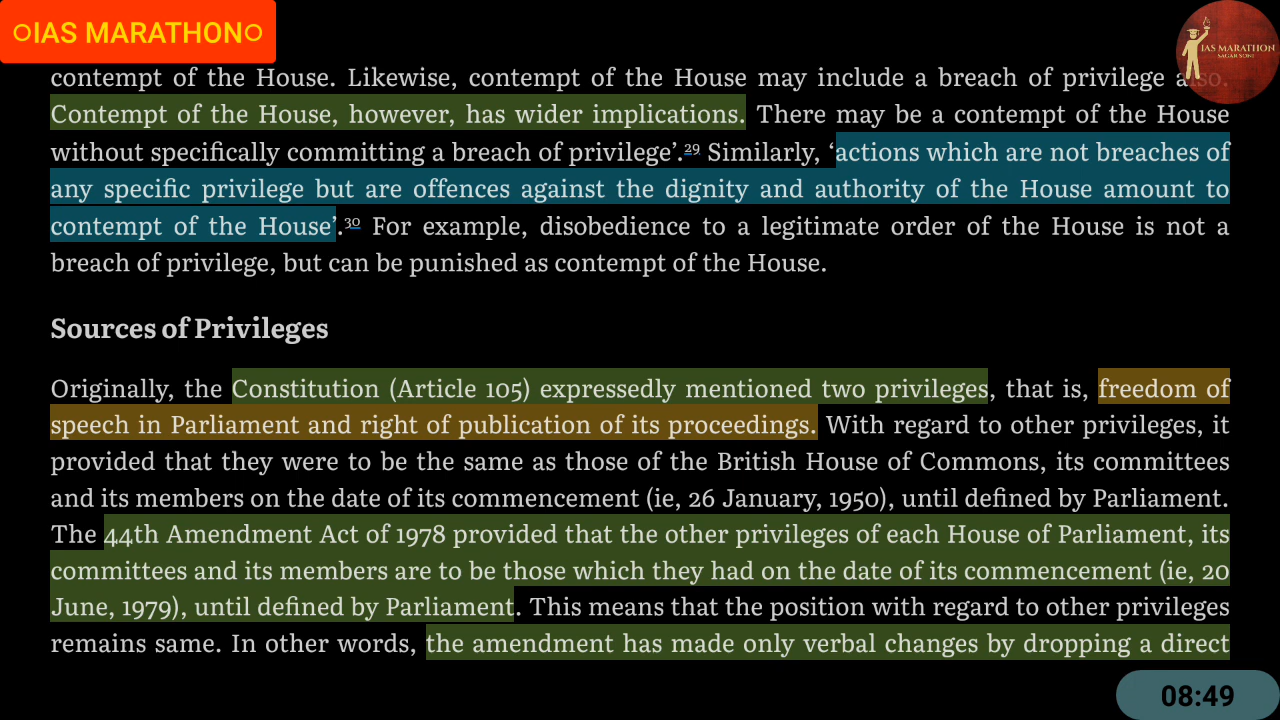 ○IAS MARATHON○
IAS MARATHON
SAGAR SONI
contempt of the House. Likewise, contempt of the House may include a breach of privilege also.
Contempt of the House, however, has wider implications. There may be a contempt of the House
without specifically committing a breach of privilege’.29 Similarly, ‘actions which are not breaches of
any specific privilege but are offences against the dignity and authority of the House amount to
contempt of the House’.30 For example, disobedience to a legitimate order of the House is not a
breach of privilege, but can be punished as contempt of the House.
Sources of Privileges
Originally, the Constitution (Article 105) expressedly mentioned two privileges, that is, freedom of
speech in Parliament and right of publication of its proceedings. With regard to other privileges, it
provided that they were to be the same as those of the British House of Commons, its committees
and its members on the date of its commencement (ie, 26 January, 1950), until defined by Parliament.
The 44th Amendment Act of 1978 provided that the other privileges of each House of Parliament, its
committees and its members are to be those which they had on the date of its commencement (ie, 20
June, 1979), until defined by Parliament. This means that the position with regard to other privileges
remains same. In other words, the amendment has made only verbal changes by dropping a direct
08:49